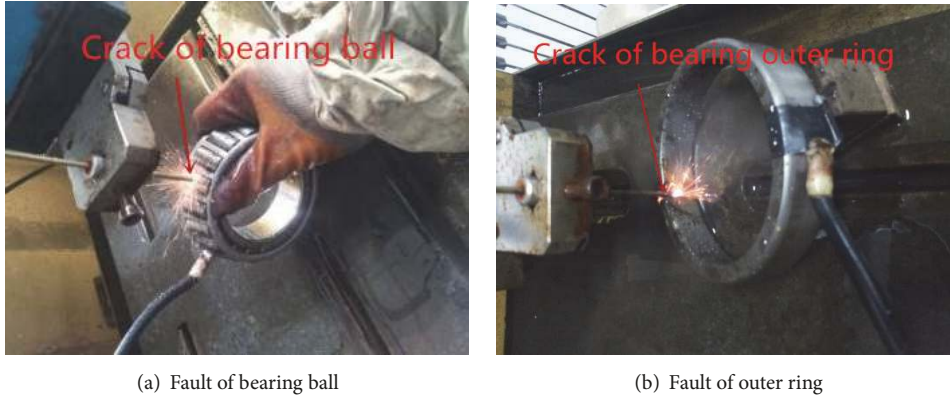 Crack of bearing ball
Crack of bearing outer ring
(a) Fault of bearing ball
(b) Fault of outer ring